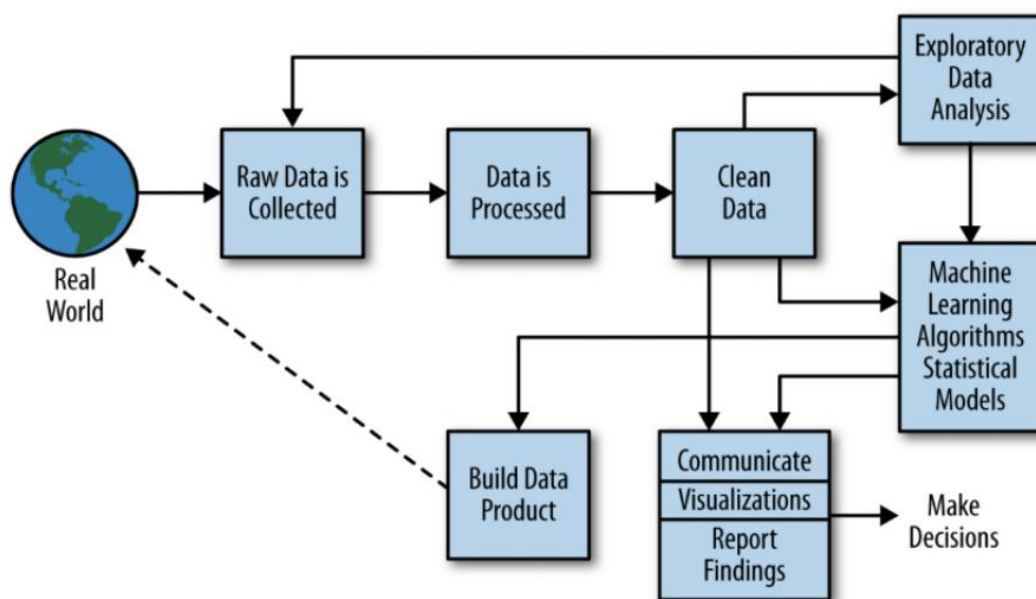 Exploratory
Data
Analysis
Real
World
Raw Data is
Collected
Data is
Processed
Clean
Data
Machine
Learning
Algorithms
Statistical
Models
Build Data
Product
Communicate
Visualizations
Report
Findings
Make
Decisions